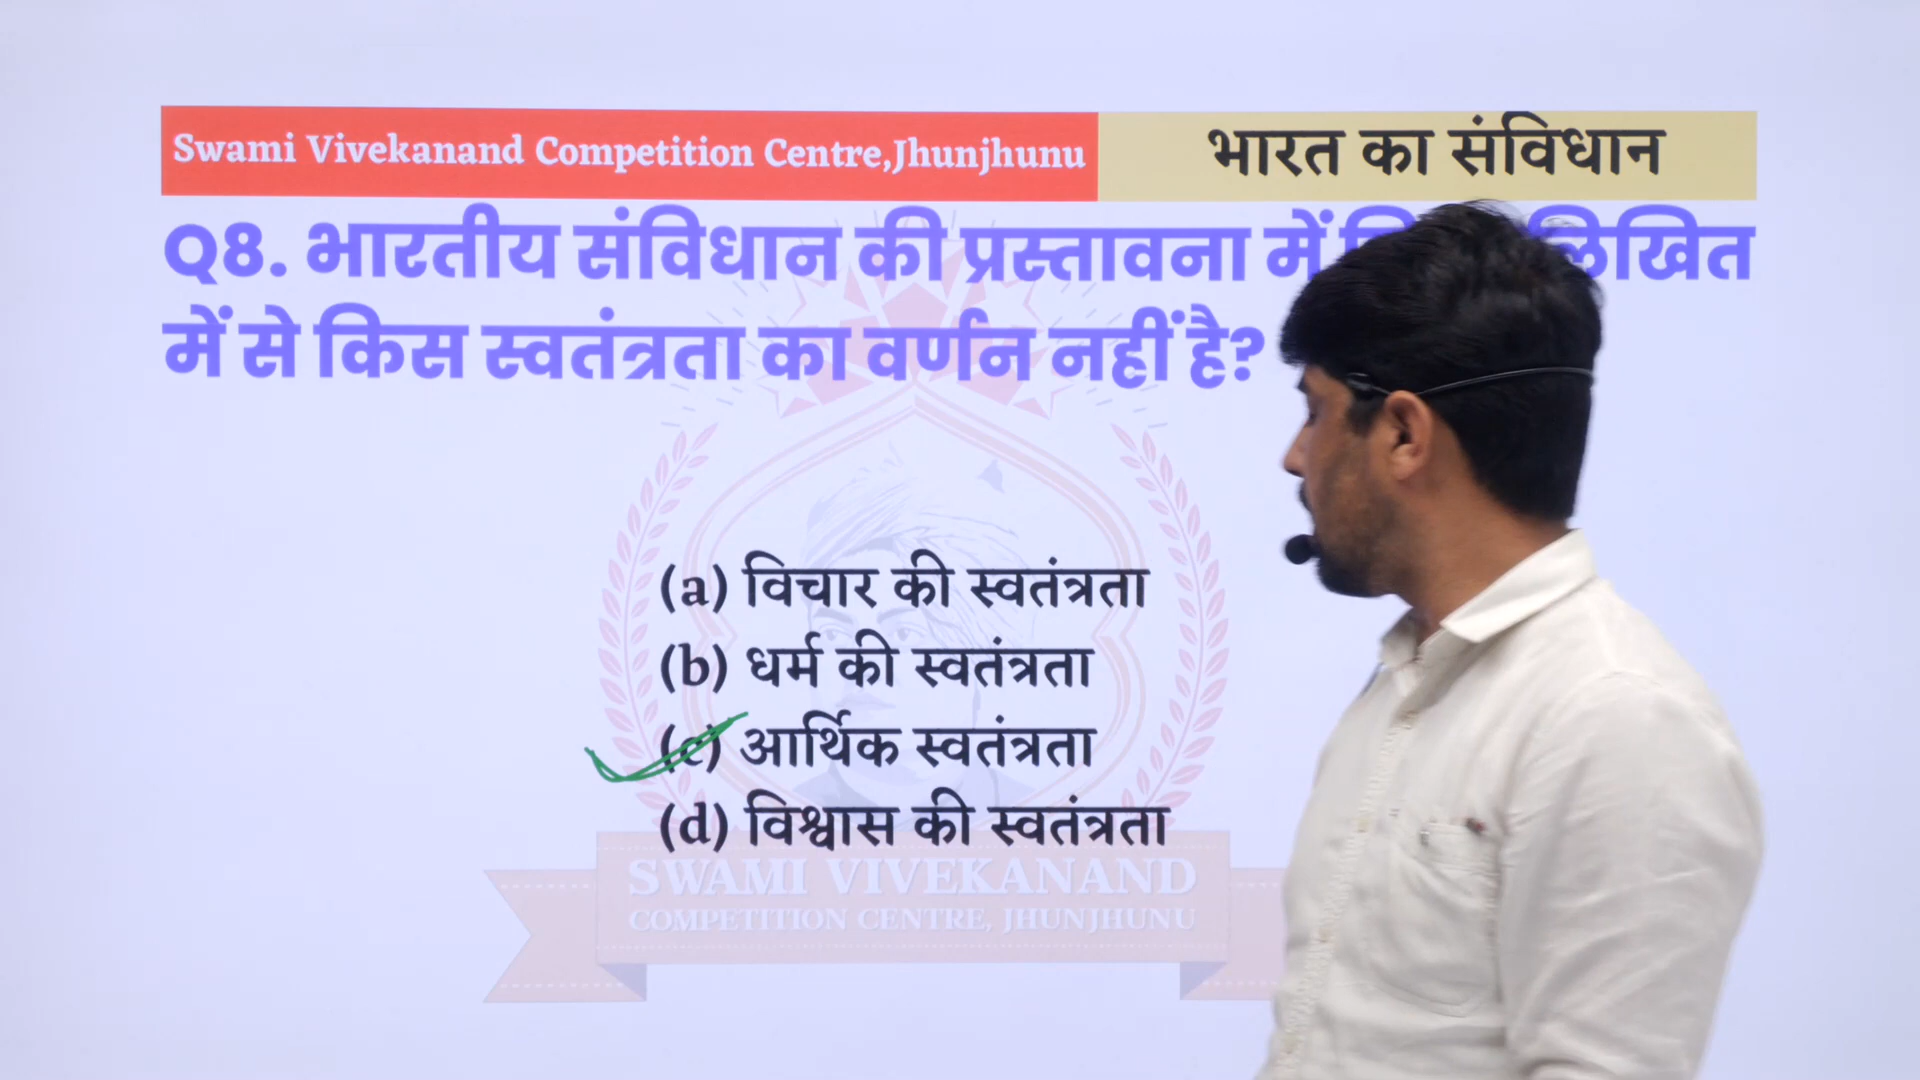 Swami Vivekanand Competition Centre,Jhunjhunu
भारत का संविधान
Q8. भारतीय संविधान की प्रस्तावना में
में से किस स्वतंत्रता का वर्णन नहीं है?
(a) विचार की स्वतंत्रता
(b) धर्म की स्वतंत्रता
(c) आर्थिक स्वतंत्रता
(d) विश्वास की स्वतंत्रता
SWAMI VIVEKANAND
COMPETITION CENTRE, JHUNJHUNU